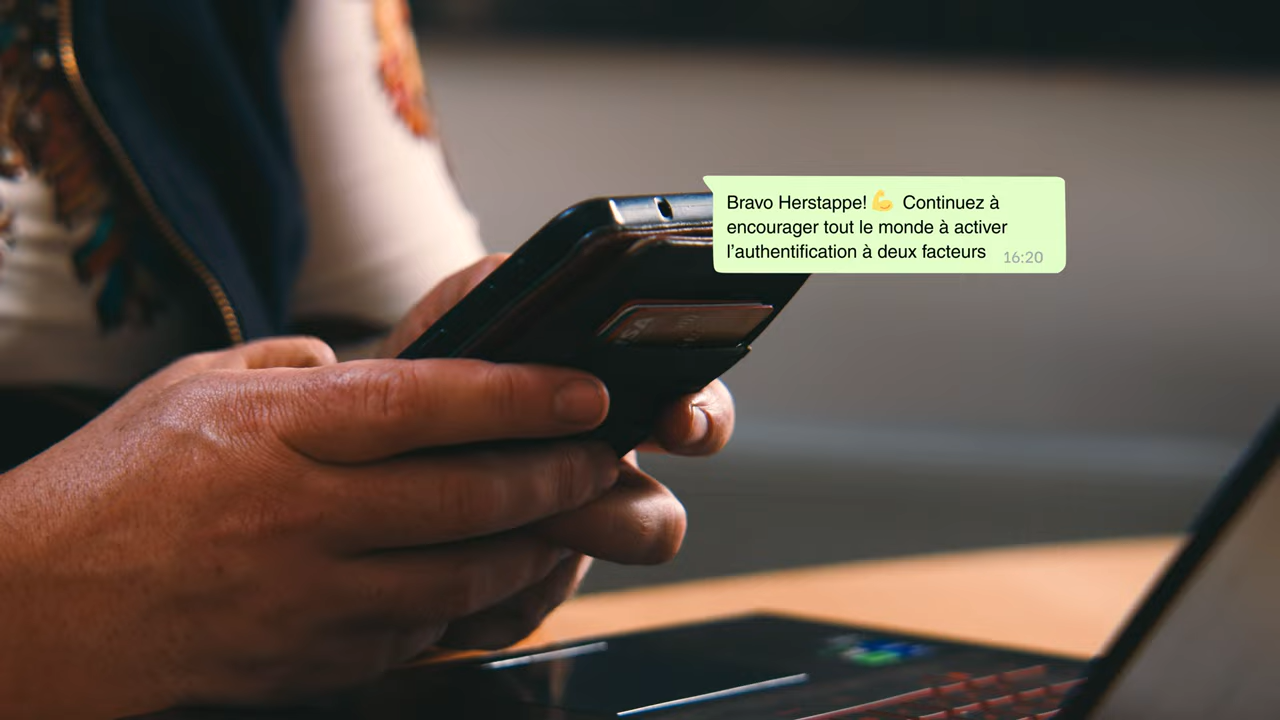 Bravo Herstappe! 💪 Continuez à
encourager tout le monde à activer
l’authentification à deux facteurs
16:20